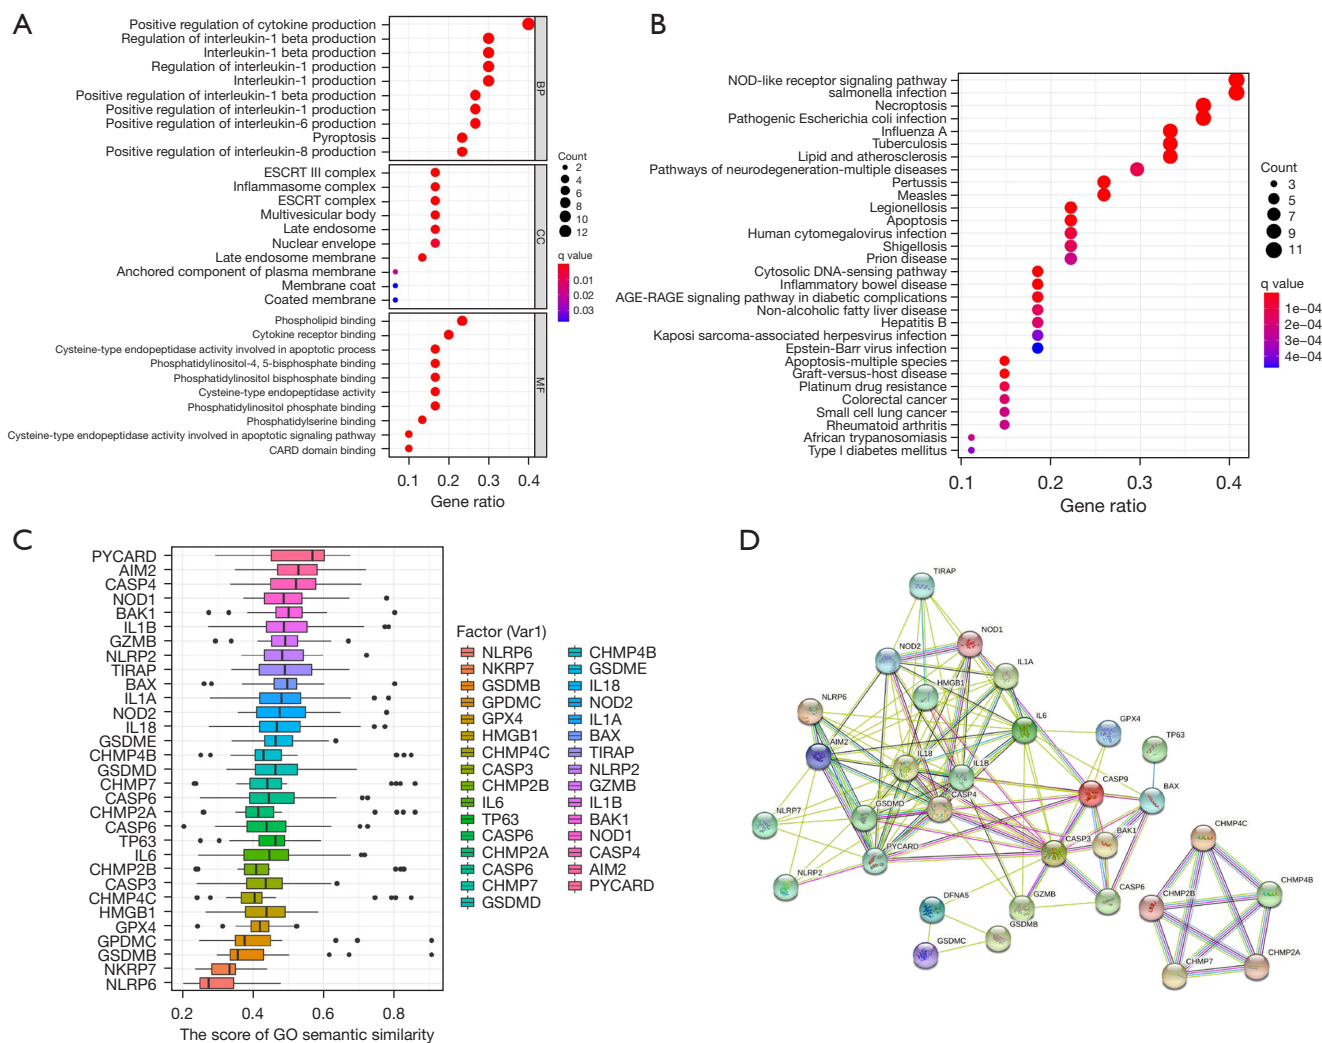 A
Positive regulation of cytokine production
Regulation of interleukin-1 beta production
Interleukin-1 beta production
Regulation of interleukin-1 production
Interleukin-1 production
Positive regulation of interleukin-1 beta production
Positive regulation of interleukin-1 production
Positive regulation of interleukin-6 production
Pyroptosis
Positive regulation of interleukin-8 production
BP
ESCRT III complex
Inflammasome complex
ESCRT complex
Multivesicular body
Late endosome
Nuclear envelope
Late endosome membrane
Anchored component of plasma membrane
Membrane coat
Coated membrane
CC
Phospholipid binding
Cytokine receptor binding
Cysteine-type endopeptidase activity involved in apoptotic process
Phosphatidylinositol-4, 5-bisphosphate binding
Phosphatidylinositol bisphosphate binding
Cysteine-type endopeptidase activity
Phosphatidylinositol phosphate binding
Phosphatidylserine binding
Cysteine-type endopeptidase activity involved in apoptotic signaling pathway
CARD domain binding
MF
0.1 0.2 0.3 0.4
Gene ratio
Count
2
4
6
8
10
12
q value
0.01
0.02
0.03
B
NOD-like receptor signaling pathway
salmonella infection
Necroptosis
Pathogenic Escherichia coli infection
Influenza A
Tuberculosis
Lipid and atherosclerosis
Pathways of neurodegeneration-multiple diseases
Pertussis
Measles
Legionellosis
Apoptosis
Human cytomegalovirus infection
Shigellosis
Prion disease
Cytosolic DNA-sensing pathway
Inflammatory bowel disease
AGE-RAGE signaling pathway in diabetic complications
Non-alcoholic fatty liver disease
Hepatitis B
Kaposi sarcoma-associated herpesvirus infection
Epstein-Barr virus infection
Apoptosis-multiple species
Graft-versus-host disease
Platinum drug resistance
Colorectal cancer
Small cell lung cancer
Rheumatoid arthritis
African trypanosomiasis
Type I diabetes mellitus
0.1 0.2 0.3 0.4
Gene ratio
Count
3
5
7
9
11
q value
1e-04
2e-04
3e-04
4e-04
C
PYCARD
AIM2
CASP4
NOD1
BAK1
IL1B
GZMB
NLRP2
TIRAP
BAX
IL1A
NOD2
IL18
GSDME
CHMP4B
GSDMD
CHMP7
CASP6
CHMP2A
CASP6
TP63
IL6
CHMP2B
CASP3
CHMP4C
HMGB1
GPX4
GPDMC
GSDMB
NKRP7
NLRP6
0.2 0.4 0.6 0.8
The score of GO semantic similarity
Factor (Var1)
NLRP6
NKRP7
GSDMB
GPDMC
GPX4
HMGB1
CHMP4C
CASP3
CHMP2B
IL6
TP63
CASP6
CHMP2A
CASP6
CHMP7
GSDMD
CHMP4B
GSDME
IL18
NOD2
IL1A
BAX
TIRAP
NLRP2
GZMB
IL1B
BAK1
NOD1
CASP4
AIM2
PYCARD
D
TIRAP
NOD1
NOD2
IL1A
HMGB1
NLRP6
IL6
GPX4
TP63
AIM2
IL18
IL1B
CASP9
BAX
CASP4
GSDMD
NLRP7
CASP3
BAK1
CHMP4C
PYCARD
NLRP2
GZMB
CASP6
CHMP2B
CHMP4B
DFNA5
GSDMB
GSDMC
CHMP7
CHMP2A